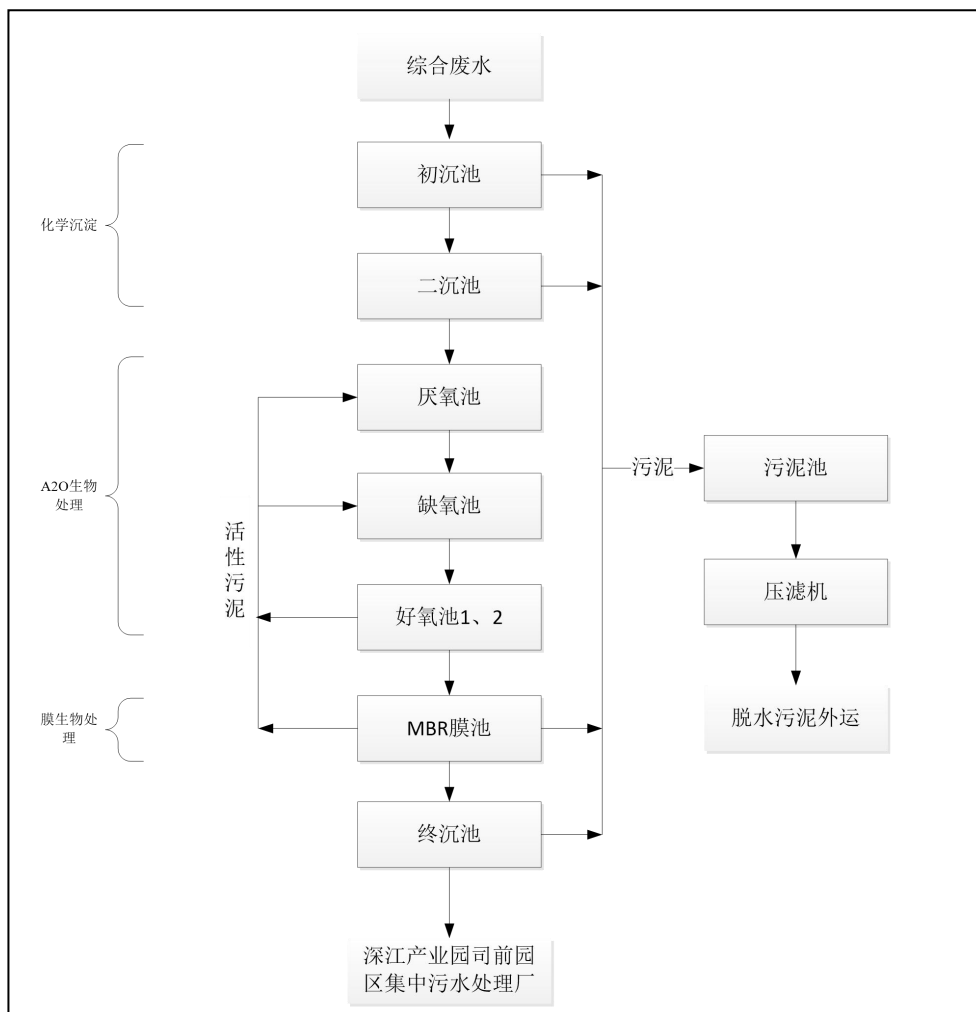 综合废水
初沉池
化学沉淀
二沉池
厌氧池
A2O生物
处理
缺氧池
活性污泥
好氧池1、2
膜生物处
理
MBR膜池
终沉池
深江产业园司前园
区集中污水处理厂
污泥
污泥池
压滤机
脱水污泥外运